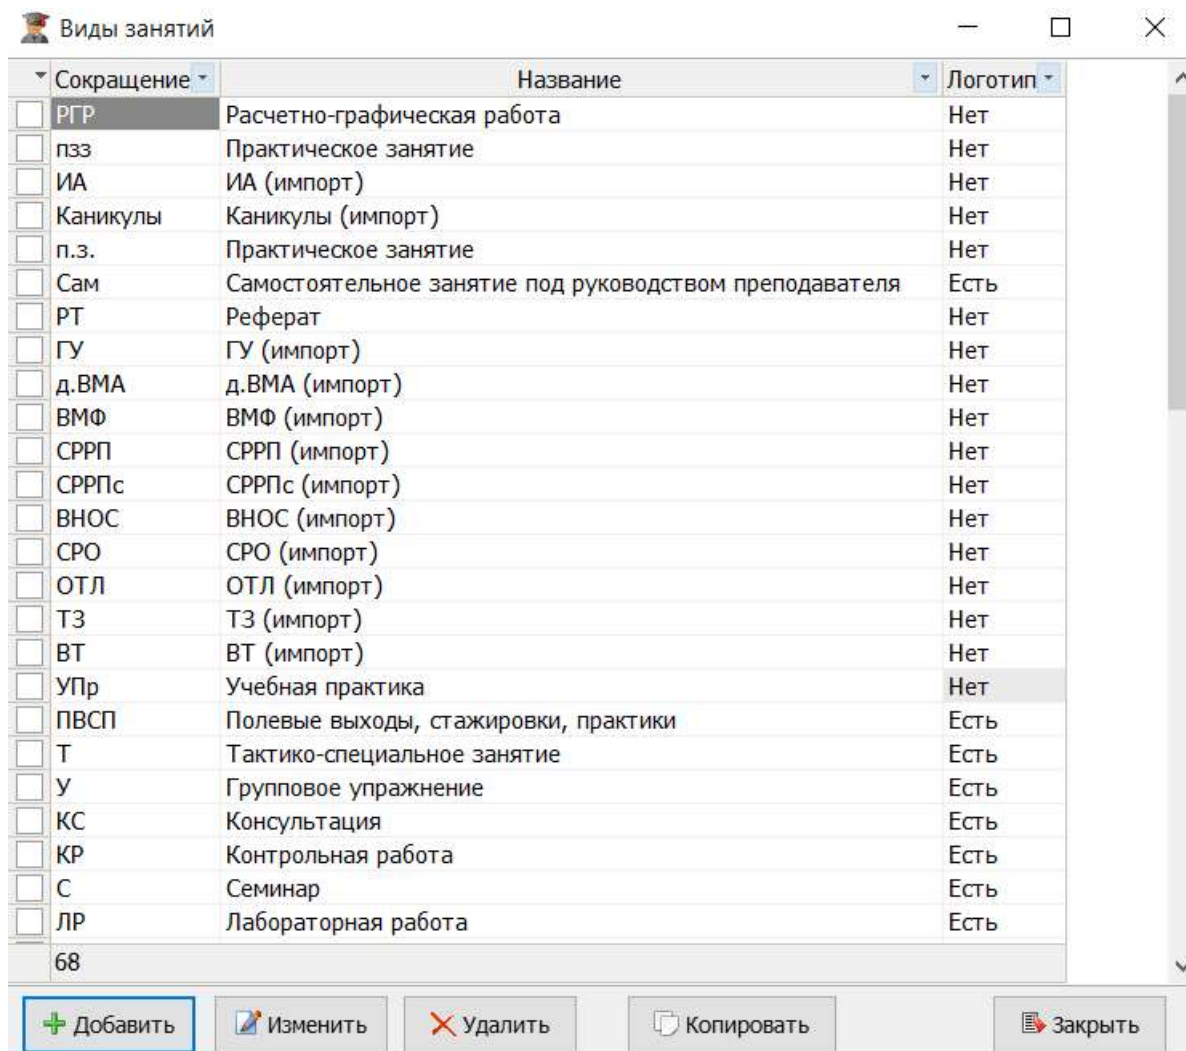 Виды занятий
Сокращение Название Логотип
РГР Расчетно-графическая работа Нет
пзз Практическое занятие Нет
ИА ИА (импорт) Нет
Каникулы Каникулы (импорт) Нет
п.з. Практическое занятие Нет
Сам Самостоятельное занятие под руководством преподавателя Есть
РТ Реферат Нет
ГУ ГУ (импорт) Нет
д.ВМА д.ВМА (импорт) Нет
ВМФ ВМФ (импорт) Нет
СРРП СРРП (импорт) Нет
СРРПс СРРПс (импорт) Нет
ВНОС ВНОС (импорт) Нет
СРО СРО (импорт) Нет
ОТЛ ОТЛ (импорт) Нет
ТЗ ТЗ (импорт) Нет
ВТ ВТ (импорт) Нет
УПр Учебная практика Нет
ПВСП Полевые выходы, стажировки, практики Есть
Т Тактико-специальное занятие Есть
У Групповое упражнение Есть
КС Консультация Есть
КР Контрольная работа Есть
С Семинар Есть
ЛР Лабораторная работа Есть
68
Добавить Изменить Удалить Копировать Закрыть